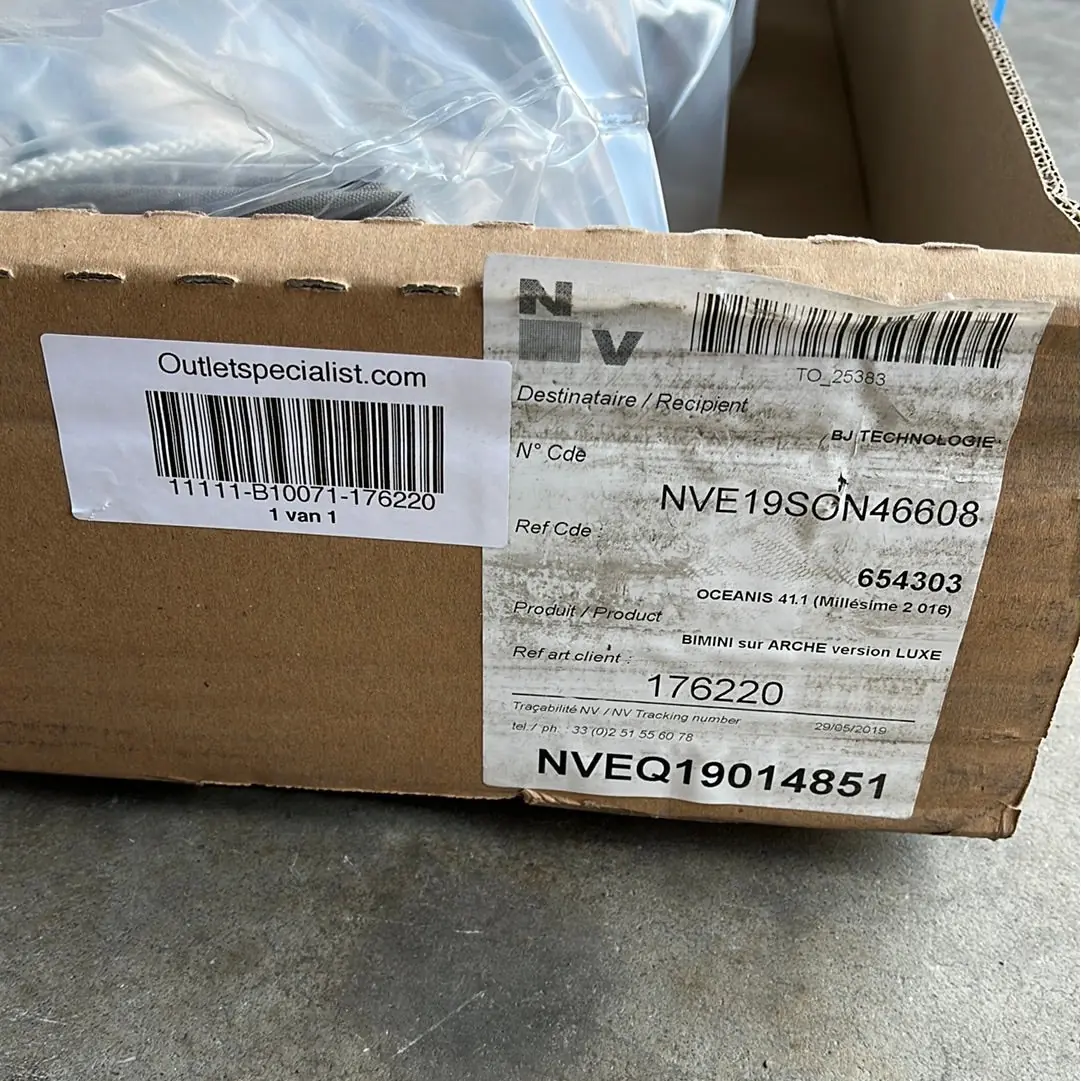 Outletspecialist.com
11111-B10071-176220
1 van 1
N
V
TO_25383
Destinataire / Recipient
BJ TECHNOLOGIE
N° Cde
NVE19SON46608
Ref Cde :
654303
OCEANIS 41.1 (Millésime 2 016)
Produit / Product
BIMINI sur ARCHE version LUXE
Ref art client :
176220
Traçabilité NV / NV Tracking number
29/05/2019
tel./ ph. : 33 (0)2 51 55 60 78
NVEQ19014851